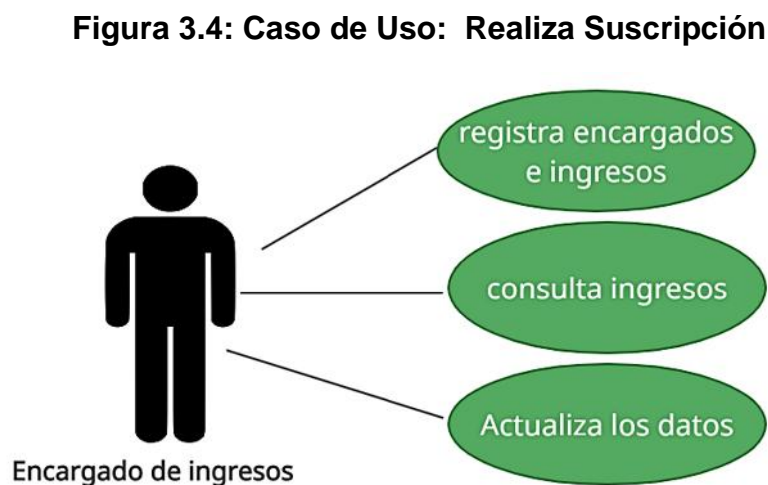 Figura 3.4: Caso de Uso:  Realiza Suscripción
registra encargados
e ingresos
consulta ingresos
Actualiza los datos
Encargado de ingresos